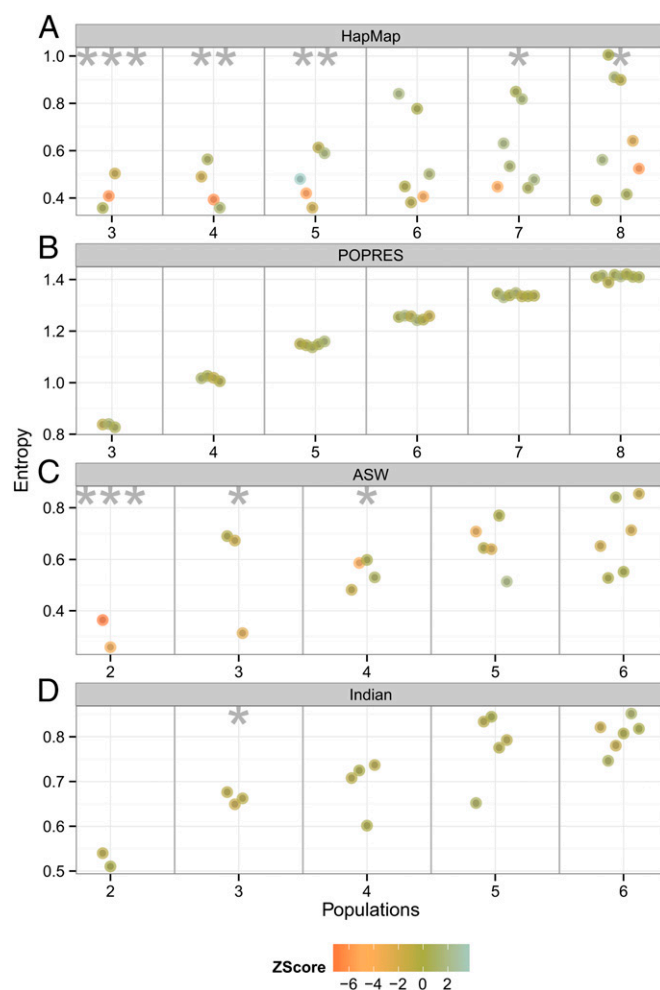 A
HapMap
* * *
* *
* *
*
*
1.0
0.8
0.6
0.4
3 4 5 6 7 8
B
POPRES
1.4
1.2
1.0
0.8
3 4 5 6 7 8
Entropy
C
ASW
* * *
*
*
0.8
0.6
0.4
2 3 4 5 6
D
Indian
*
0.8
0.7
0.6
0.5
2 3 4 5 6
Populations
ZScore
−6 −4 −2 0 2